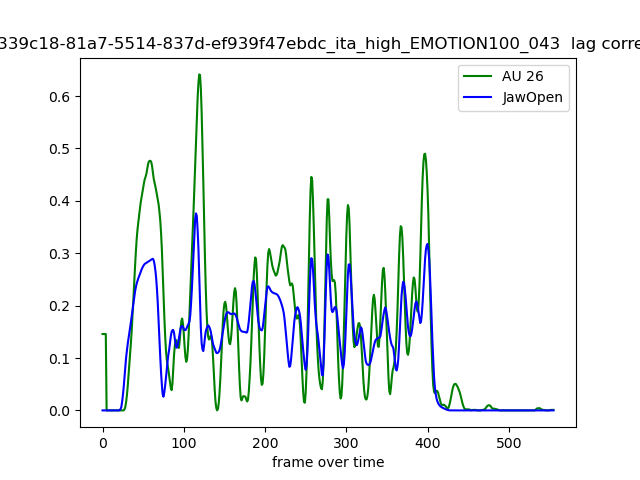 339c18-81a7-5514-837d-ef939f47ebdc_ita_high_EMOTION100_043 lag corre
AU 26
JawOpen
0.6
0.5
0.4
0.3
0.2
0.1
0.0
0 100 200 300 400 500
frame over time